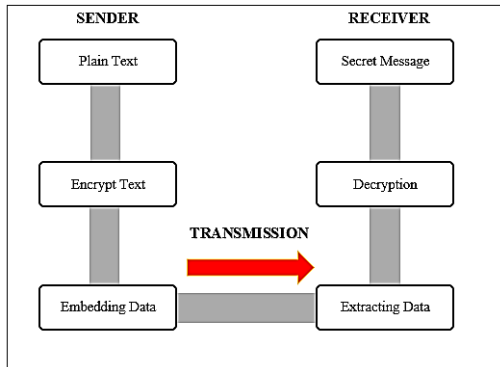 SENDER
RECEIVER
Plain Text
Secret Message
Encrypt Text
Decryption
TRANSMISSION
Embedding Data
Extracting Data